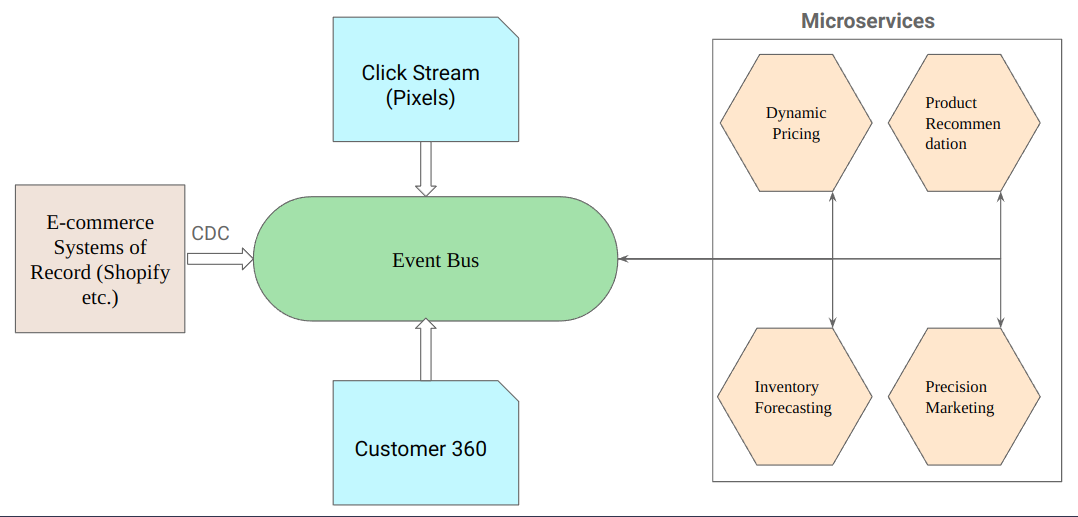 Microservices
Click Stream
(Pixels)
Dynamic
Pricing
Product
Recommen
dation
E-commerce
Systems of
Record (Shopify
etc.)
CDC
Event Bus
Inventory
Forecasting
Precision
Marketing
Customer 360